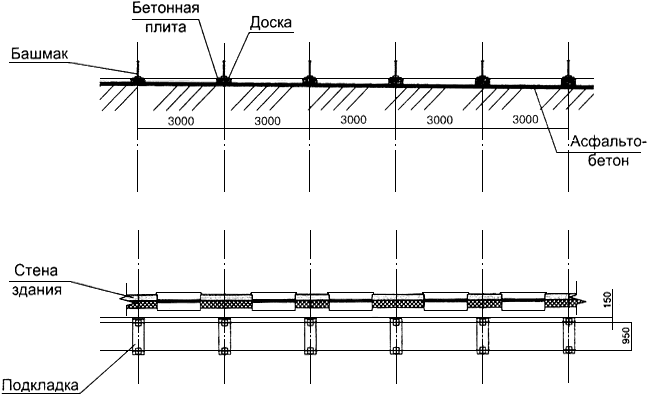 Бетонная
плита
Доска
Башмак
3000 3000 3000 3000 3000
Асфальто-
бетон
Стена
здания
150
950
Подкладка